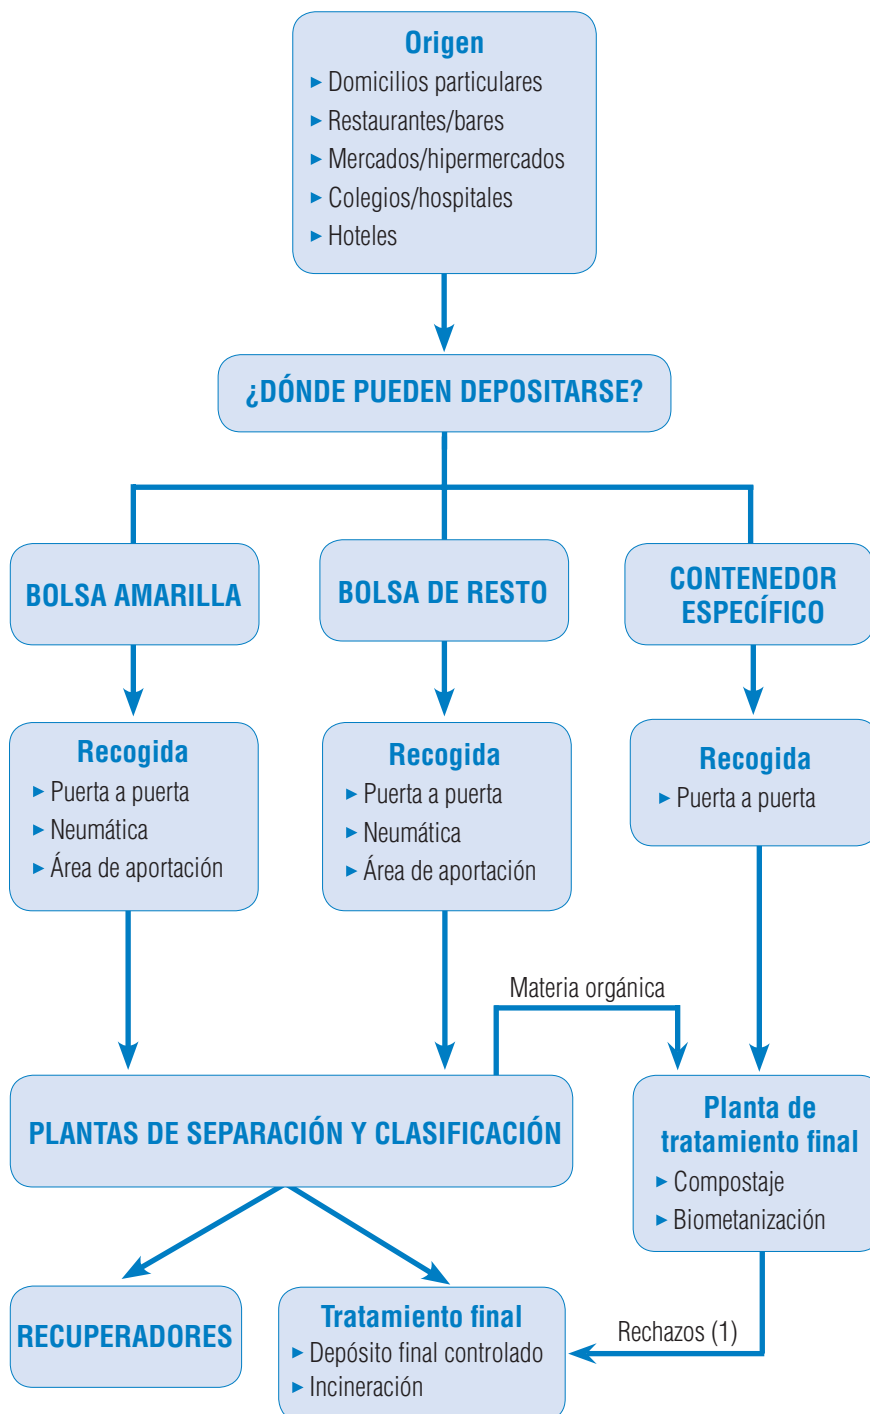 Origen
▸ Domicilios particulares
▸ Restaurantes/bares
▸ Mercados/hipermercados
▸ Colegios/hospitales
▸ Hoteles
¿DÓNDE PUEDEN DEPOSITARSE?
BOLSA AMARILLA
BOLSA DE RESTO
CONTENEDOR
ESPECÍFICO
Recogida
▸ Puerta a puerta
▸ Neumática
▸ Área de aportación
Recogida
▸ Puerta a puerta
▸ Neumática
▸ Área de aportación
Recogida
▸ Puerta a puerta
Materia orgánica
PLANTAS DE SEPARACIÓN Y CLASIFICACIÓN
Planta de
tratamiento final
▸ Compostaje
▸ Biometanización
RECUPERADORES
Tratamiento final
▸ Depósito final controlado
▸ Incineración
Rechazos (1)